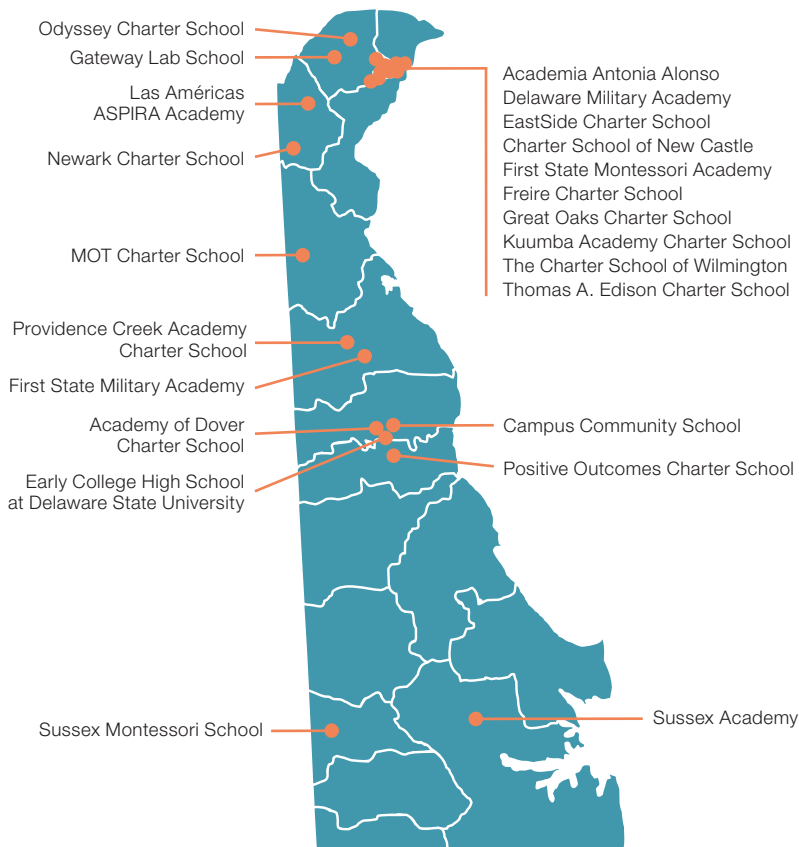 Odyssey Charter School
Gateway Lab School
Las Américas
ASPIRA Academy
Newark Charter School
MOT Charter School
Providence Creek Academy
Charter School
First State Military Academy
Academy of Dover
Charter School
Early College High School
at Delaware State University
Sussex Montessori School
Academia Antonia Alonso
Delaware Military Academy
EastSide Charter School
Charter School of New Castle
First State Montessori Academy
Freire Charter School
Great Oaks Charter School
Kuumba Academy Charter School
The Charter School of Wilmington
Thomas A. Edison Charter School
Campus Community School
Positive Outcomes Charter School
Sussex Academy